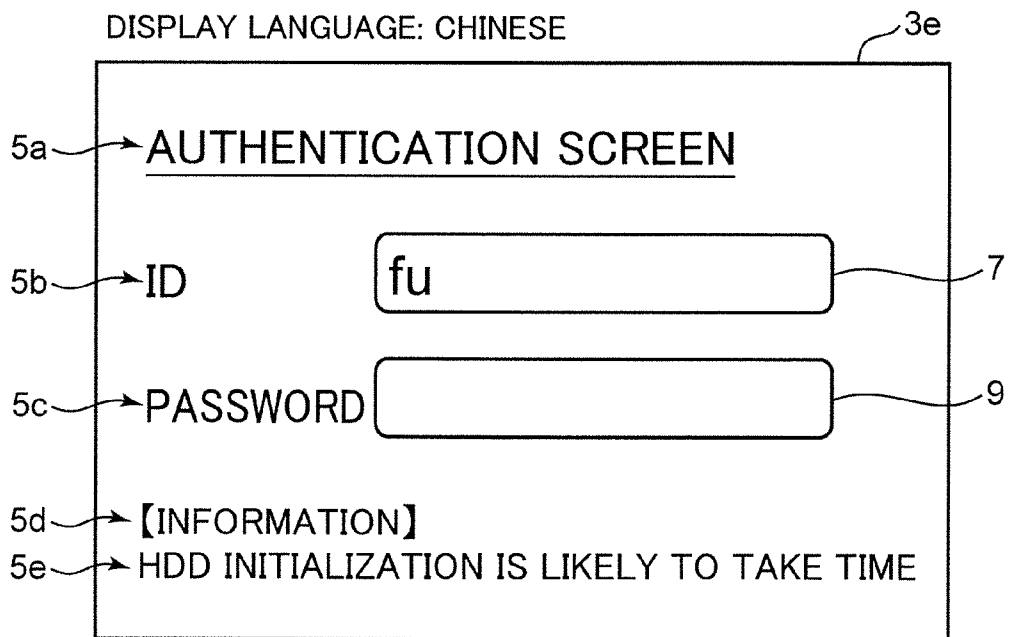 DISPLAY LANGUAGE: CHINESE
3e
5a AUTHENTICATION SCREEN
5b ID fu 7
5c PASSWORD 9
5d 【INFORMATION】
5e HDD INITIALIZATION IS LIKELY TO TAKE TIME